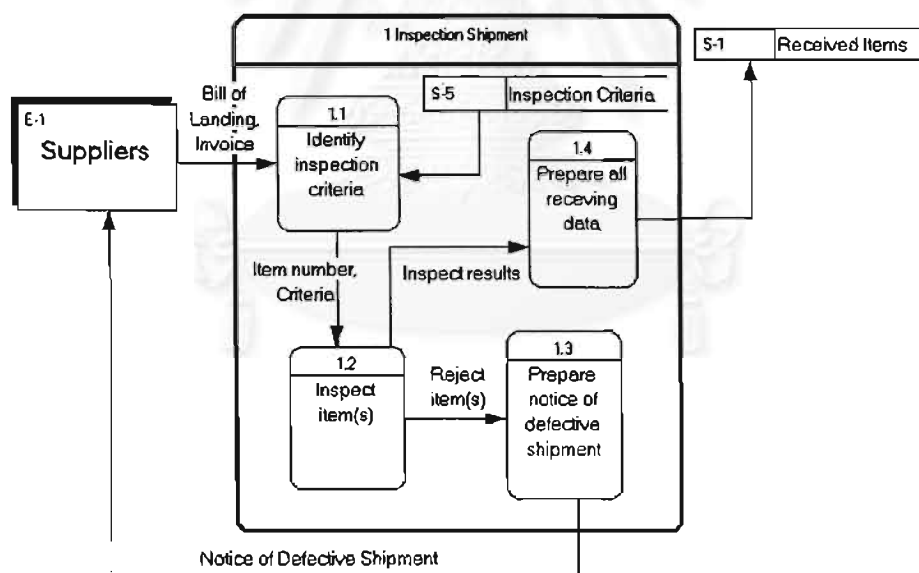 1 Inspection Shipment
S-1 Received Items
E-1
Suppliers
Bill of
Landing,
Invoice
1.1
Identify
inspection
criteria
S-5 Inspection Criteria
1.4
Prepare all
receving
data
Item number,
Criteria
Inspect results
1.2
Inspect
item(s)
Reject
item(s)
1.3
Prepare
notice of
defective
shipment
Notice of Defective Shipment